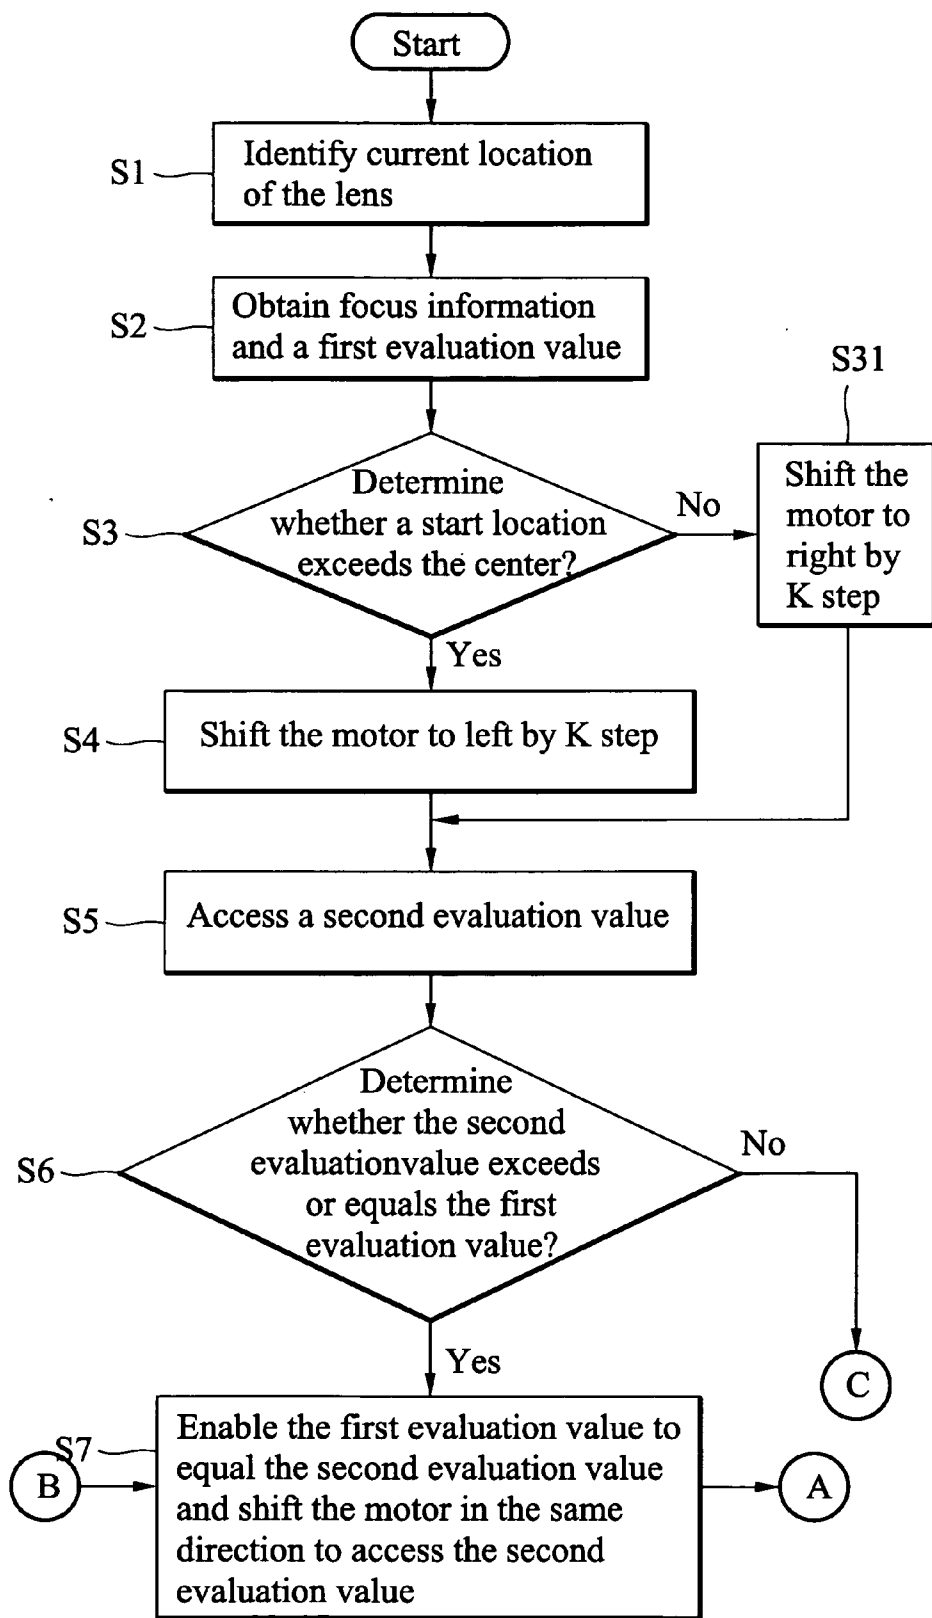 Start
S1
Identify current location
of the lens
S2
Obtain focus information
and a first evaluation value
S31
Shift the
motor to
right by
K step
S3
Determine
whether a start location
exceeds the center?
No
Yes
S4
Shift the motor to left by K step
S5
Access a second evaluation value
S6
Determine
whether the second
evaluationvalue exceeds
or equals the first
evaluation value?
No
Yes
C
S7
Enable the first evaluation value to
equal the second evaluation value
and shift the motor in the same
direction to access the second
evaluation value
B
A